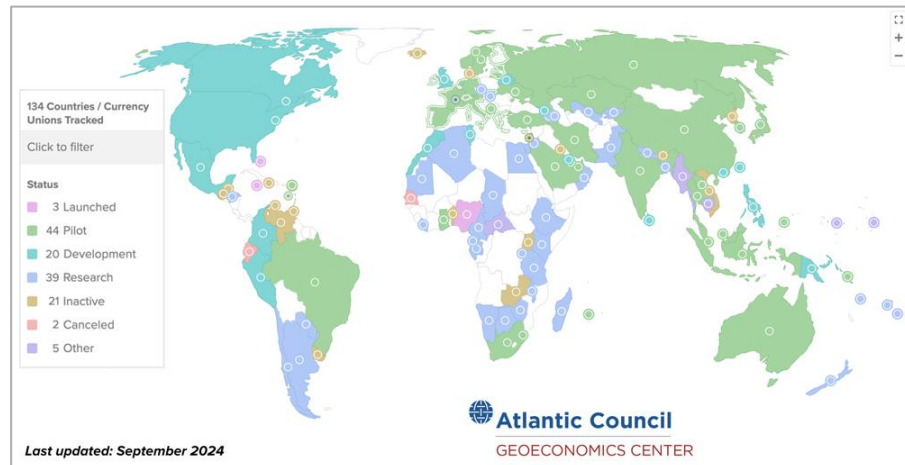 134 Countries / Currency
Unions Tracked
Click to filter
Status
3 Launched
44 Pilot
20 Development
39 Research
21 Inactive
2 Canceled
5 Other
+
−
Atlantic Council
GEOECONOMICS CENTER
Last updated: September 2024